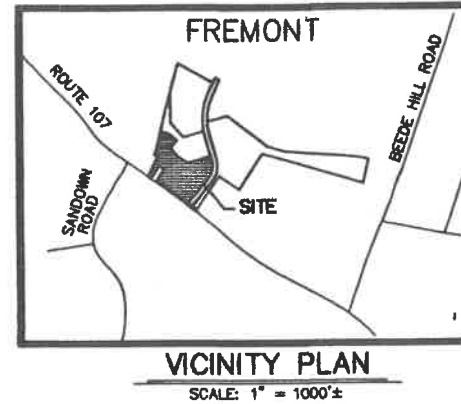 FREMONT
ROUTE 107
BEEDE HILL ROAD
SANDOWN
ROAD
SITE
VICINITY PLAN
SCALE: 1" = 1000'±